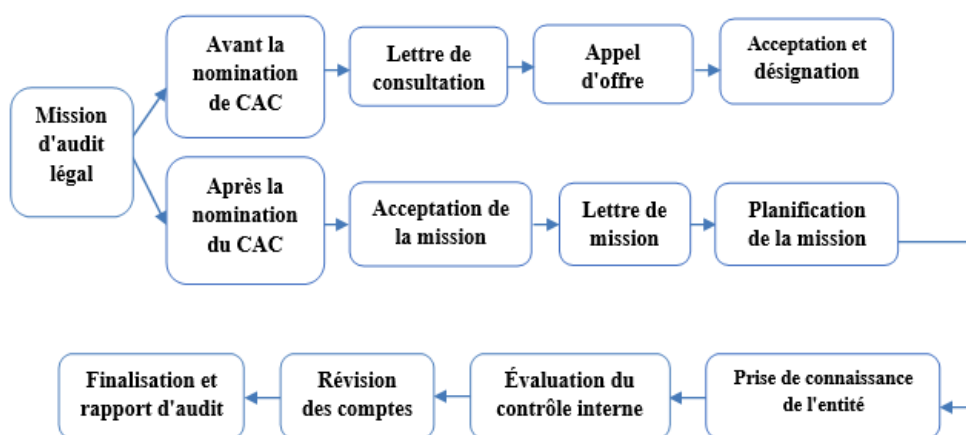 Mission
d'audit
légal
Avant la
nomination
de CAC
Lettre de
consultation
Appel
d'offre
Acceptation et
désignation
Après la
nomination
du CAC
Acceptation de
la mission
Lettre de
mission
Planification
de la mission
Prise de connaissance
de l'entité
Évaluation du
contrôle interne
Révision
des comptes
Finalisation et
rapport d'audit